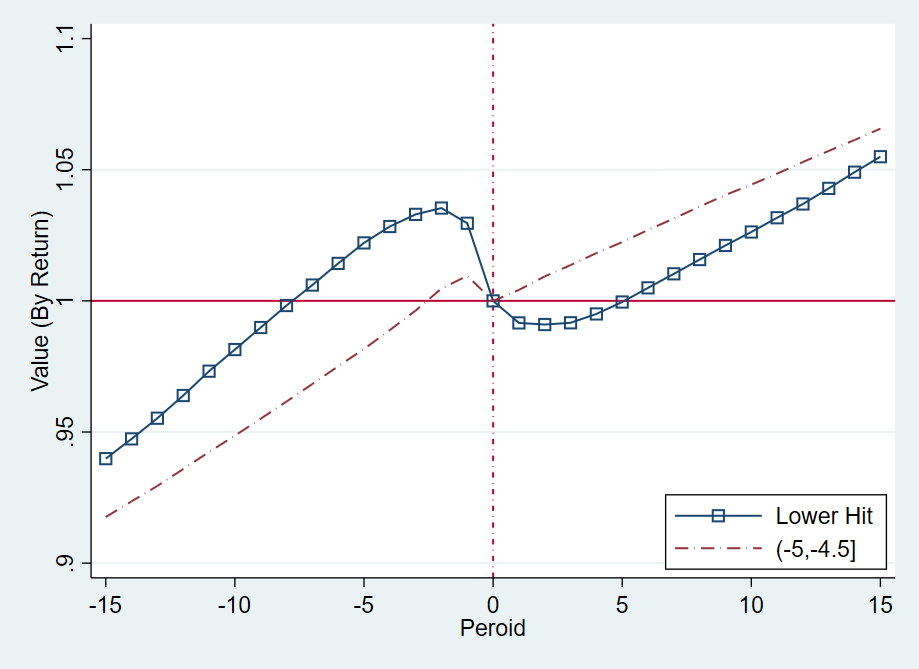 Value (By Return)
1.1
1.05
1
.95
.9
-15 -10 -5 0 5 10 15
Peroid
Lower Hit
(-5,-4.5]